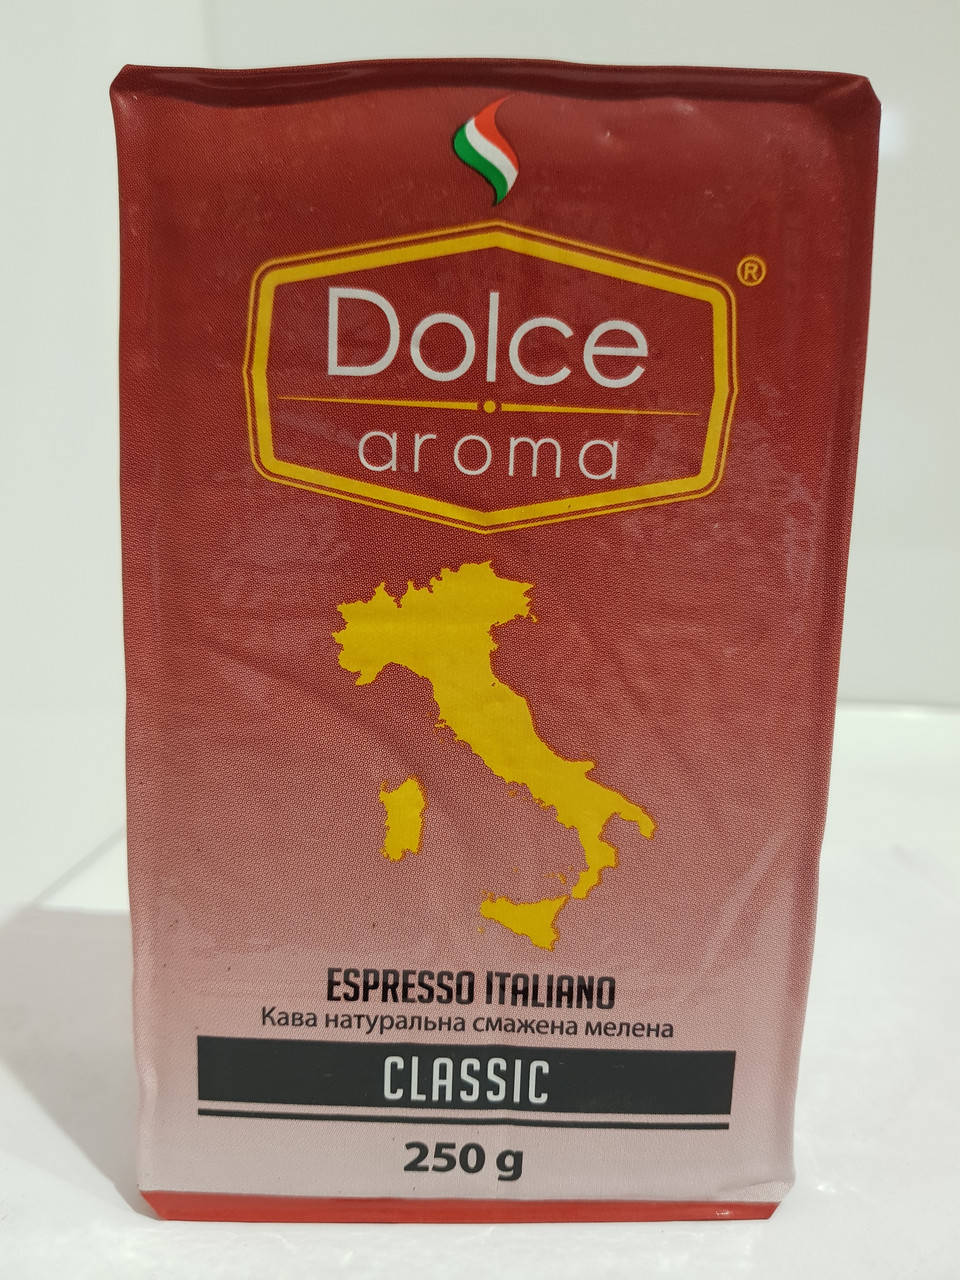 ®
Dolce
aroma
ESPRESSO ITALIANO
Кава натуральна смажена мелена
CLASSIC
250 g